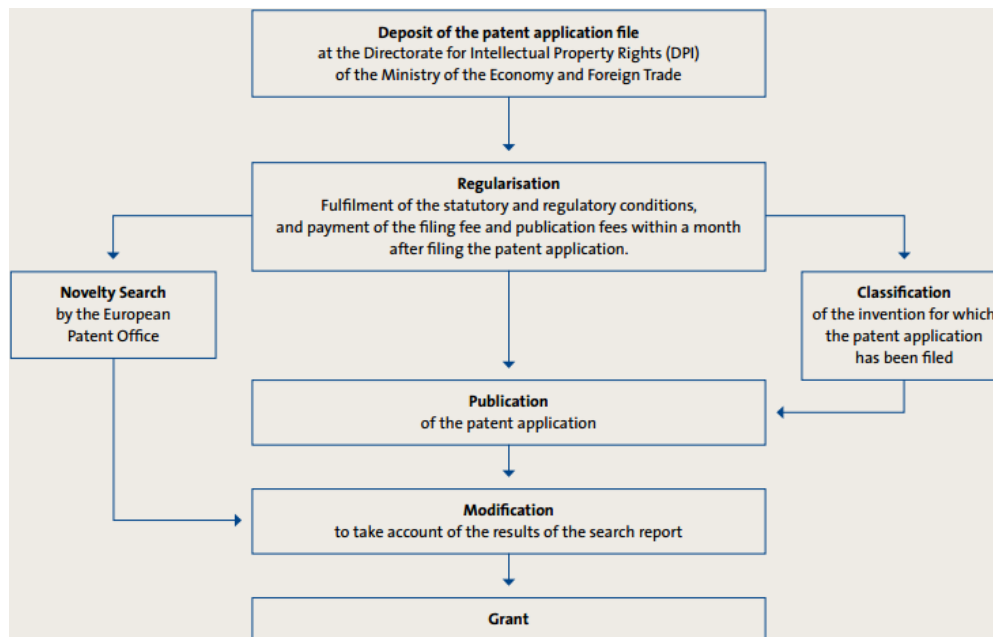 Deposit of the patent application file
at the Directorate for Intellectual Property Rights (DPI)
of the Ministry of the Economy and Foreign Trade
Regularisation
Fulfilment of the statutory and regulatory conditions,
and payment of the filing fee and publication fees within a month
after filing the patent application.
Novelty Search
by the European
Patent Office
Classification
of the invention for which
the patent application
has been filed
Publication
of the patent application
Modification
to take account of the results of the search report
Grant